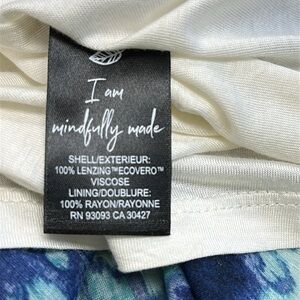 I am
mindfully made
SHELL/EXTERIEUR:
100% LENZING™ECOVERO™
VISCOSE
LINING/DOUBLURE:
100% RAYON/RAYONNE
RN 93093 CA 30427